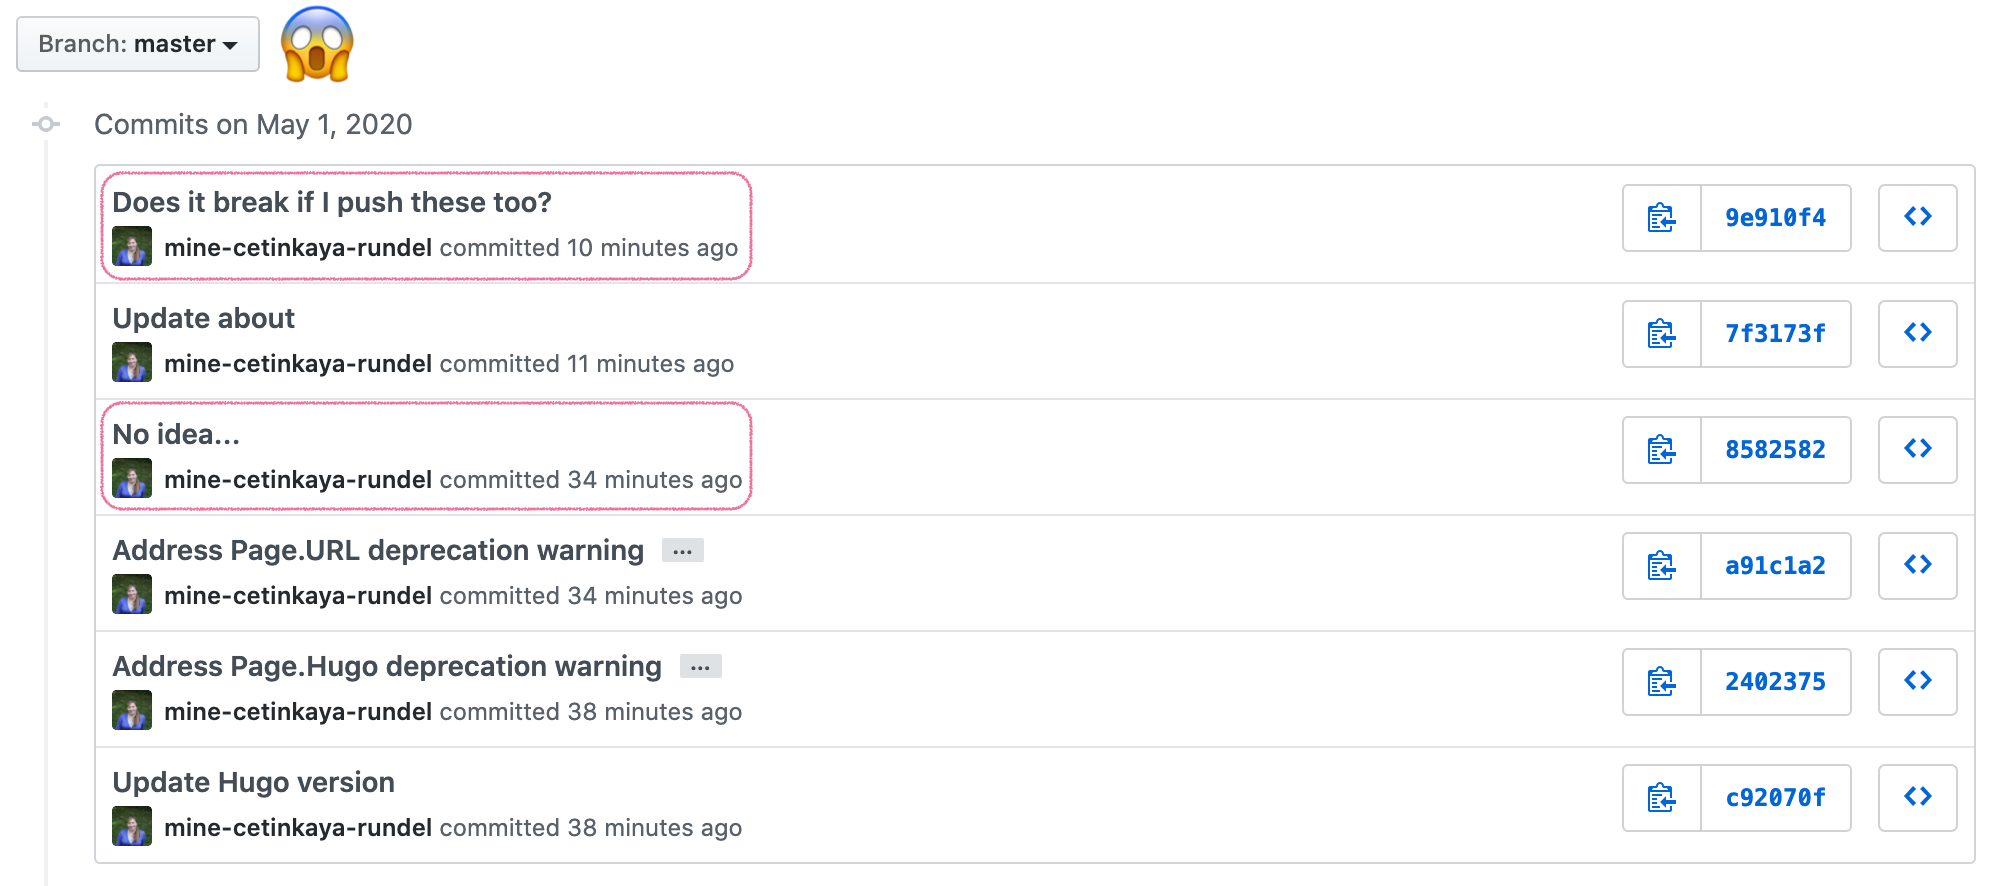 Branch: master
Commits on May 1, 2020
Does it break if I push these too?
mine-cetinkaya-rundel committed 10 minutes ago
9e910f4
Update about
mine-cetinkaya-rundel committed 11 minutes ago
7f3173f
No idea...
mine-cetinkaya-rundel committed 34 minutes ago
8582582
Address Page.URL deprecation warning ...
mine-cetinkaya-rundel committed 34 minutes ago
a91c1a2
Address Page.Hugo deprecation warning ...
mine-cetinkaya-rundel committed 38 minutes ago
2402375
Update Hugo version
mine-cetinkaya-rundel committed 38 minutes ago
c92070f